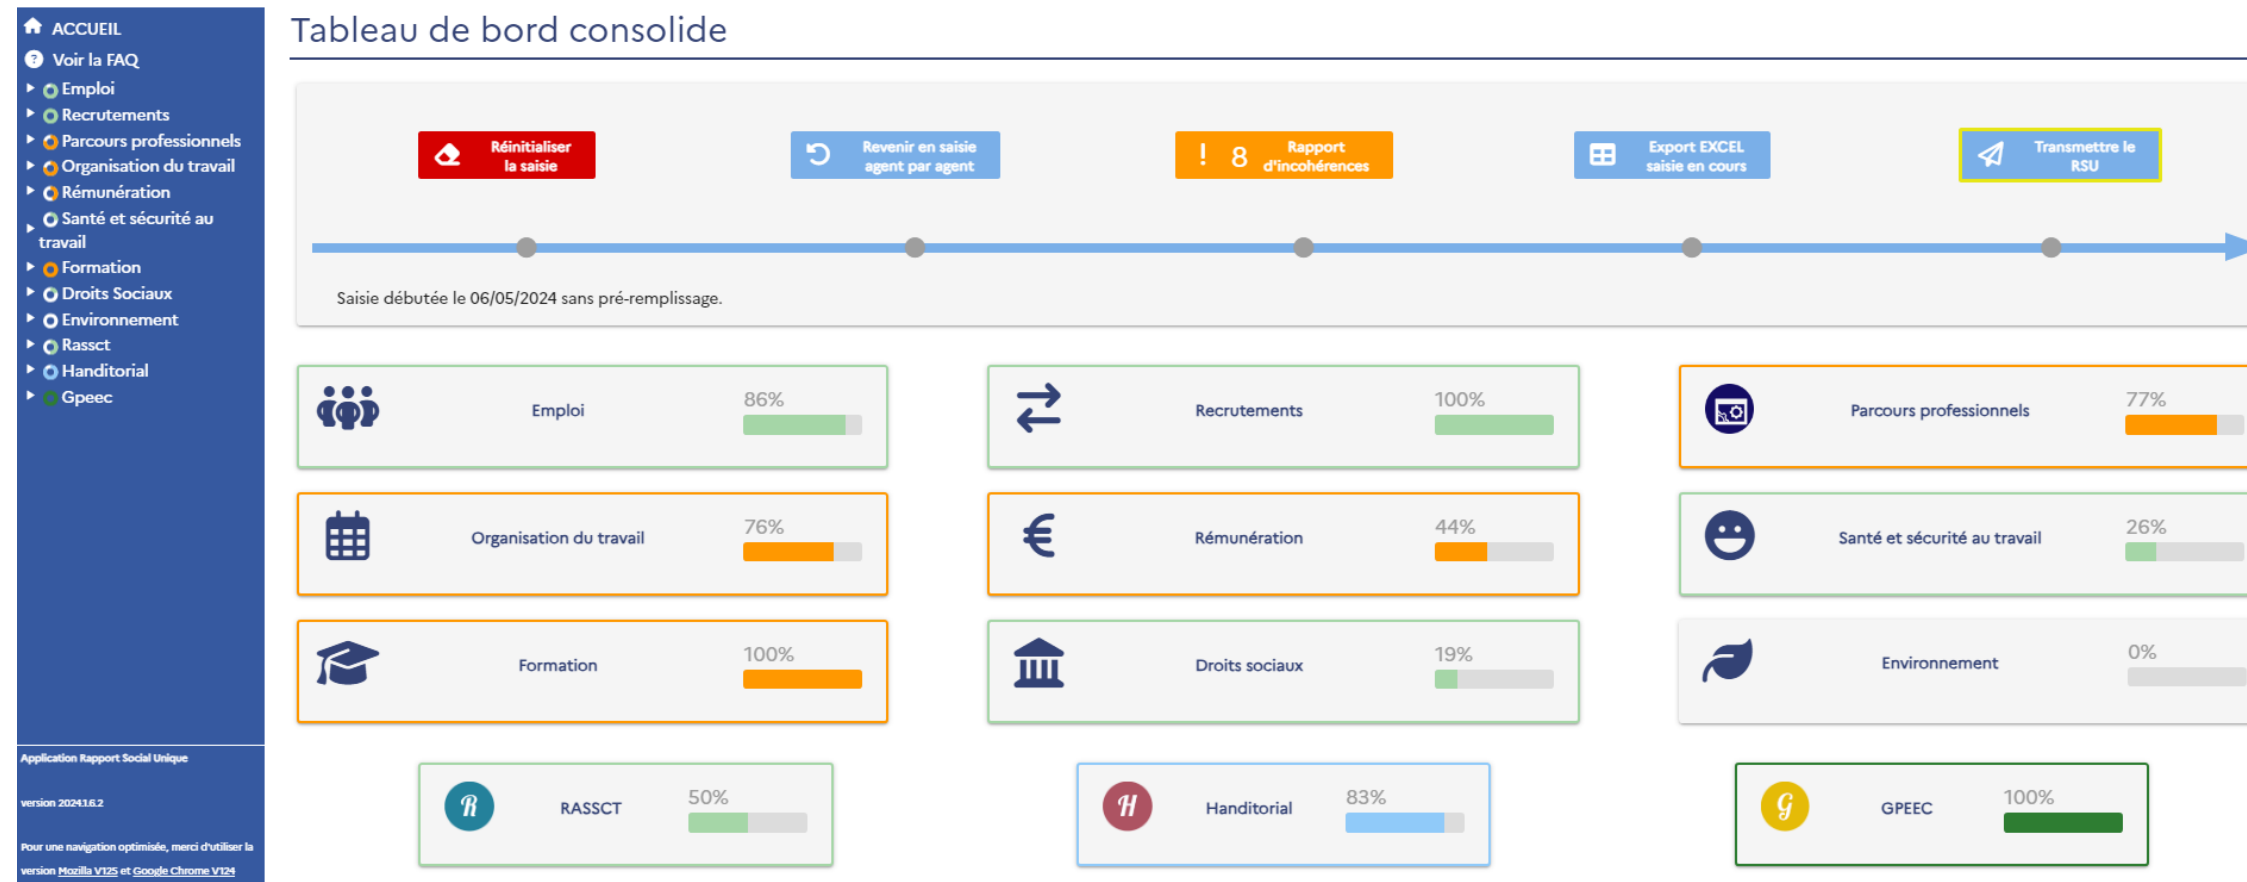 ACCUEIL
Voir la FAQ
Emploi
Recrutements
Parcours professionnels
Organisation du travail
Rémunération
Santé et sécurité au
travail
Formation
Droits Sociaux
Environnement
Rassct
Handitorial
Gpeec
Application Rapport Social Unique
version 2024.1.6.2
Pour une navigation optimisée, merci d'utiliser la
version Mozilla V125 et Google Chrome V124
Tableau de bord consolide
Réinitialiser
la saisie
Revenir en saisie
agent par agent
! 8 Rapport
d'incohérences
Export EXCEL
saisie en cours
Transmettre le
RSU
Saisie débutée le 06/05/2024 sans pré-remplissage.
Emploi
86%
Recrutements
100%
Parcours professionnels
77%
Organisation du travail
76%
Rémunération
44%
Santé et sécurité au travail
26%
Formation
100%
Droits sociaux
19%
Environnement
0%
R
RASSCT
50%
H
Handitorial
83%
G
GPEEC
100%